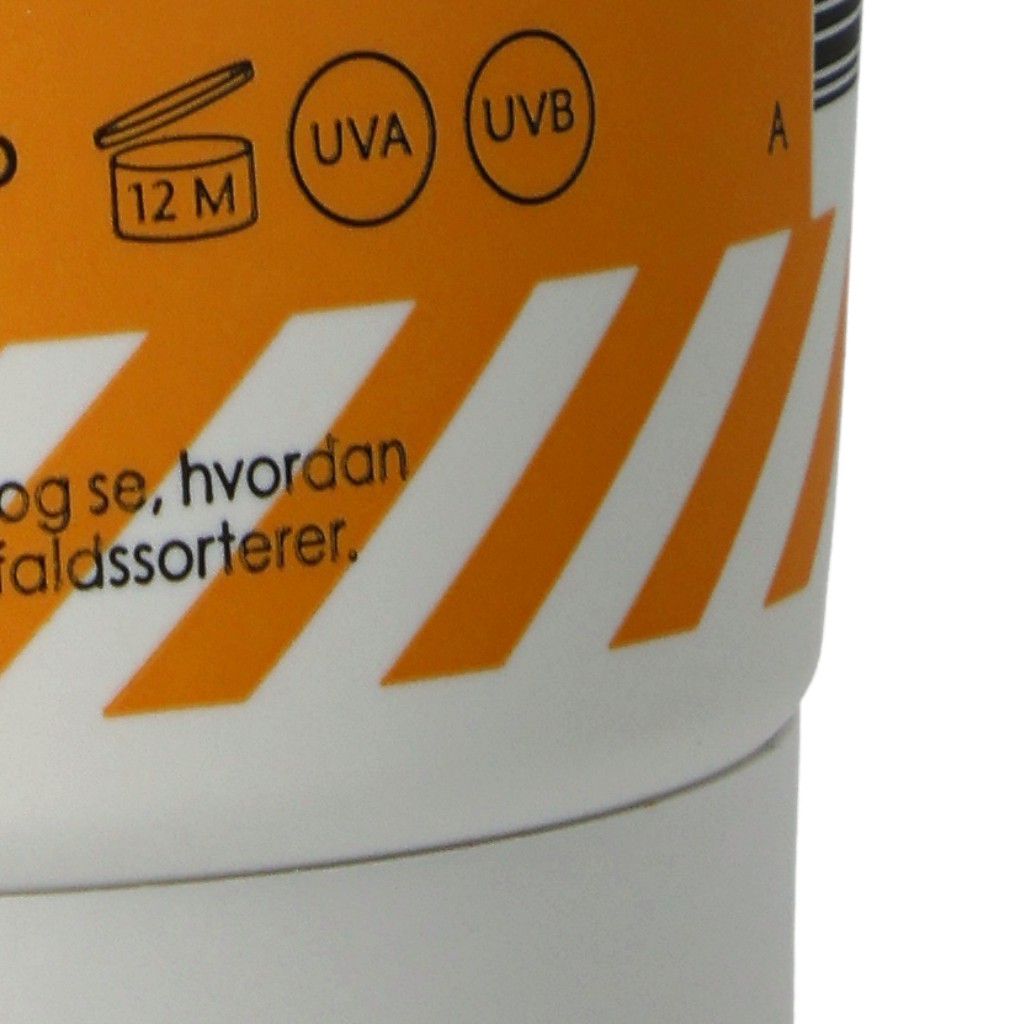 12 M UVA UVB A
og se, hvordan
faldssorterer.